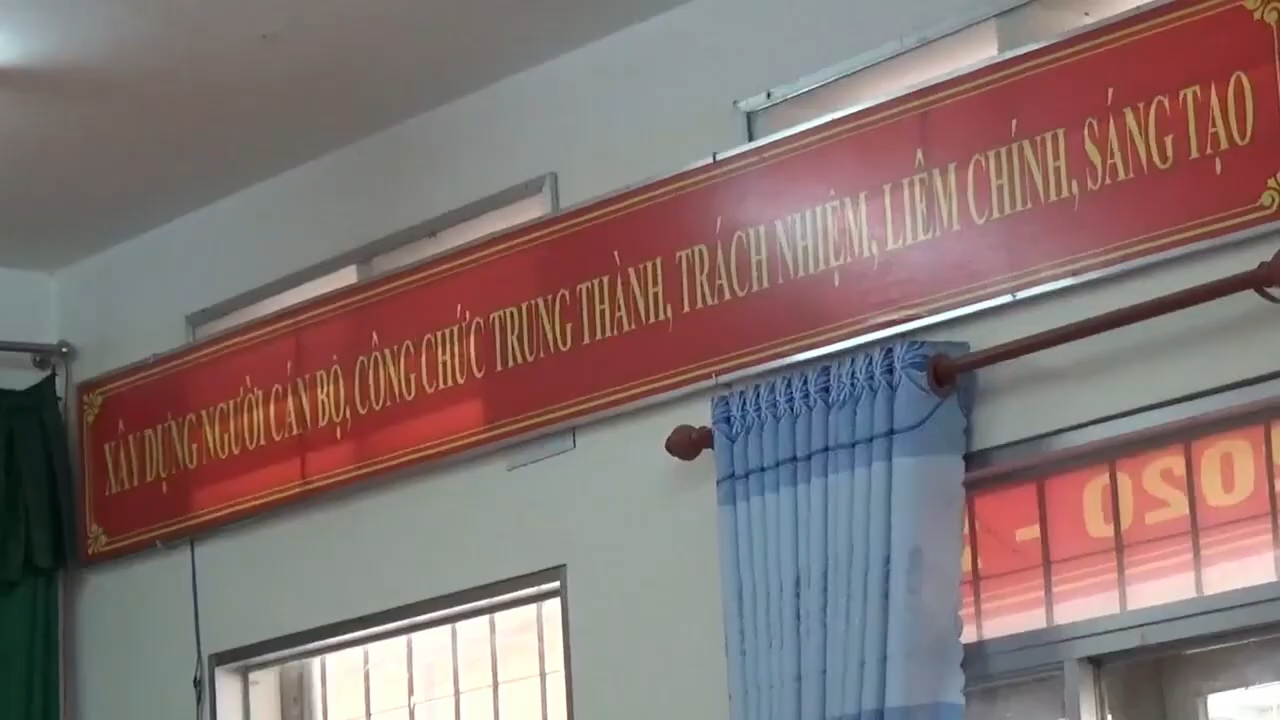 XÂY DỰNG NGƯỜI CÁN BỘ, CÔNG CHỨC TRUNG THÀNH, TRÁCH NHIỆM, LIÊM CHÍNH, SÁNG TẠO
2020 -